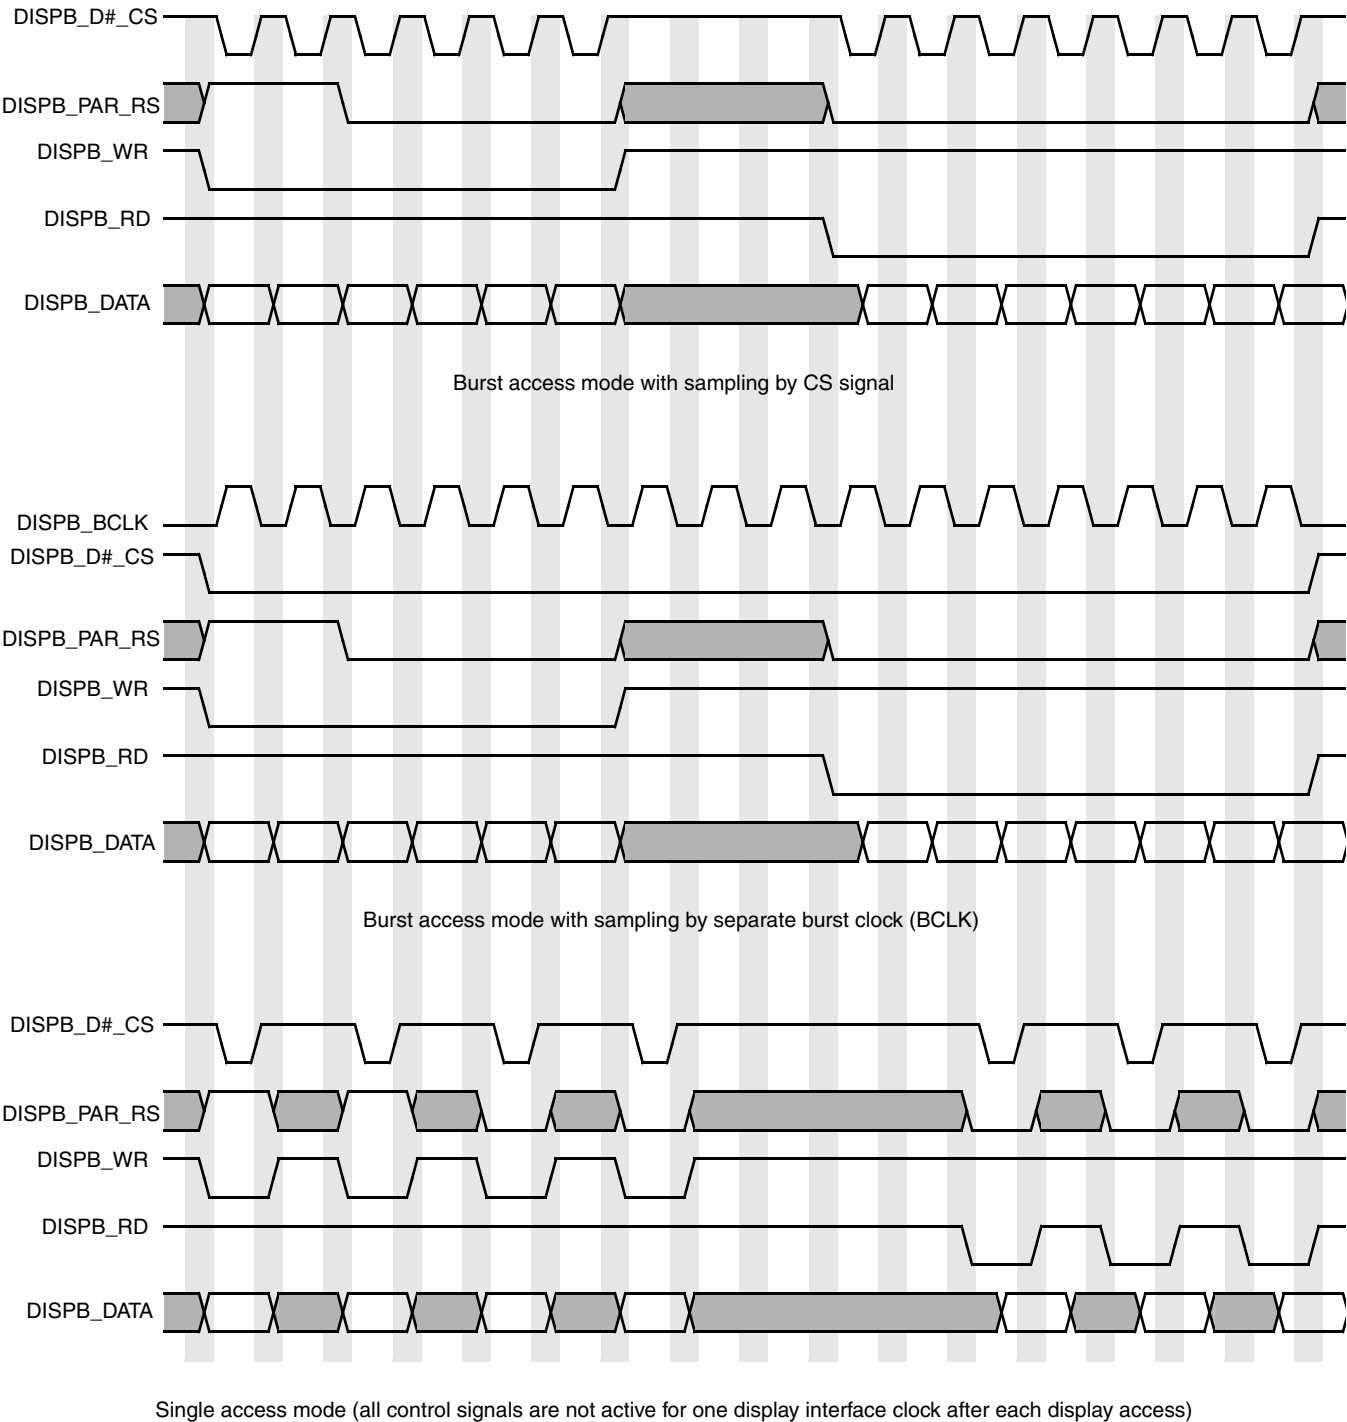 DISPB_D#_CS
DISPB_PAR_RS
DISPB_WR
DISPB_RD
DISPB_DATA
Burst access mode with sampling by CS signal
DISPB_BCLK
DISPB_D#_CS
DISPB_PAR_RS
DISPB_WR
DISPB_RD
DISPB_DATA
Burst access mode with sampling by separate burst clock (BCLK)
DISPB_D#_CS
DISPB_PAR_RS
DISPB_WR
DISPB_RD
DISPB_DATA
Single access mode (all control signals are not active for one display interface clock after each display access)